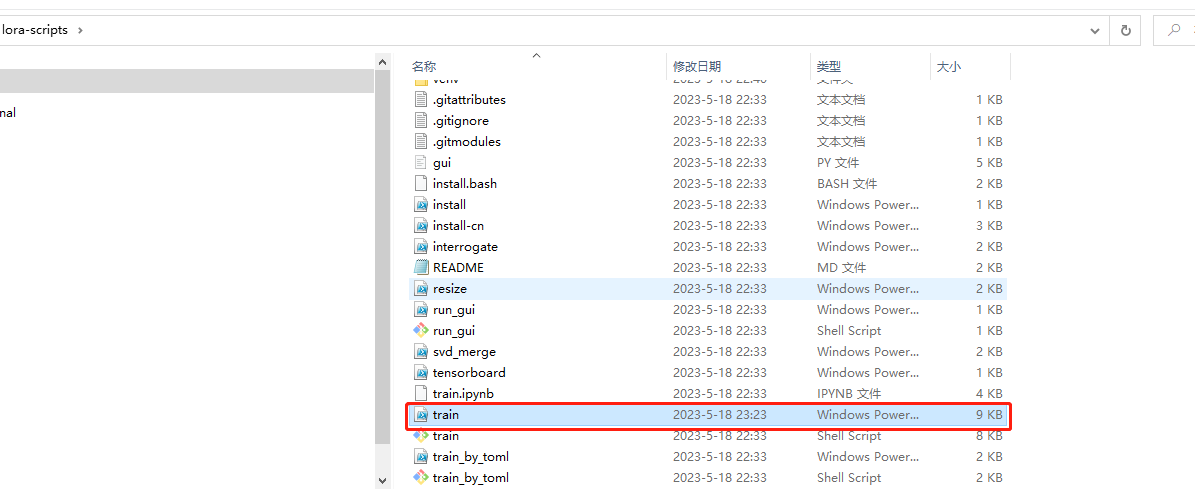 lora-scripts
名称 修改日期 类型 大小
venv 2023-5-18 22:40 文件夹
.gitattributes 2023-5-18 22:33 文本文档 1 KB
nal
.gitignore 2023-5-18 22:33 文本文档 1 KB
.gitmodules 2023-5-18 22:33 文本文档 1 KB
gui 2023-5-18 22:33 PY 文件 5 KB
install.bash 2023-5-18 22:33 BASH 文件 2 KB
install 2023-5-18 22:33 Windows Power... 1 KB
install-cn 2023-5-18 22:33 Windows Power... 3 KB
interrogate 2023-5-18 22:33 Windows Power... 2 KB
README 2023-5-18 22:33 MD 文件 2 KB
resize 2023-5-18 22:33 Windows Power... 2 KB
run_gui 2023-5-18 22:33 Windows Power... 1 KB
run_gui 2023-5-18 22:33 Shell Script 1 KB
svd_merge 2023-5-18 22:33 Windows Power... 2 KB
tensorboard 2023-5-18 22:33 Windows Power... 1 KB
train.ipynb 2023-5-18 22:33 IPYNB 文件 4 KB
train 2023-5-18 23:23 Windows Power... 9 KB
train 2023-5-18 22:33 Shell Script 8 KB
train_by_toml 2023-5-18 22:33 Windows Power... 2 KB
train_by_toml 2023-5-18 22:33 Shell Script 2 KB